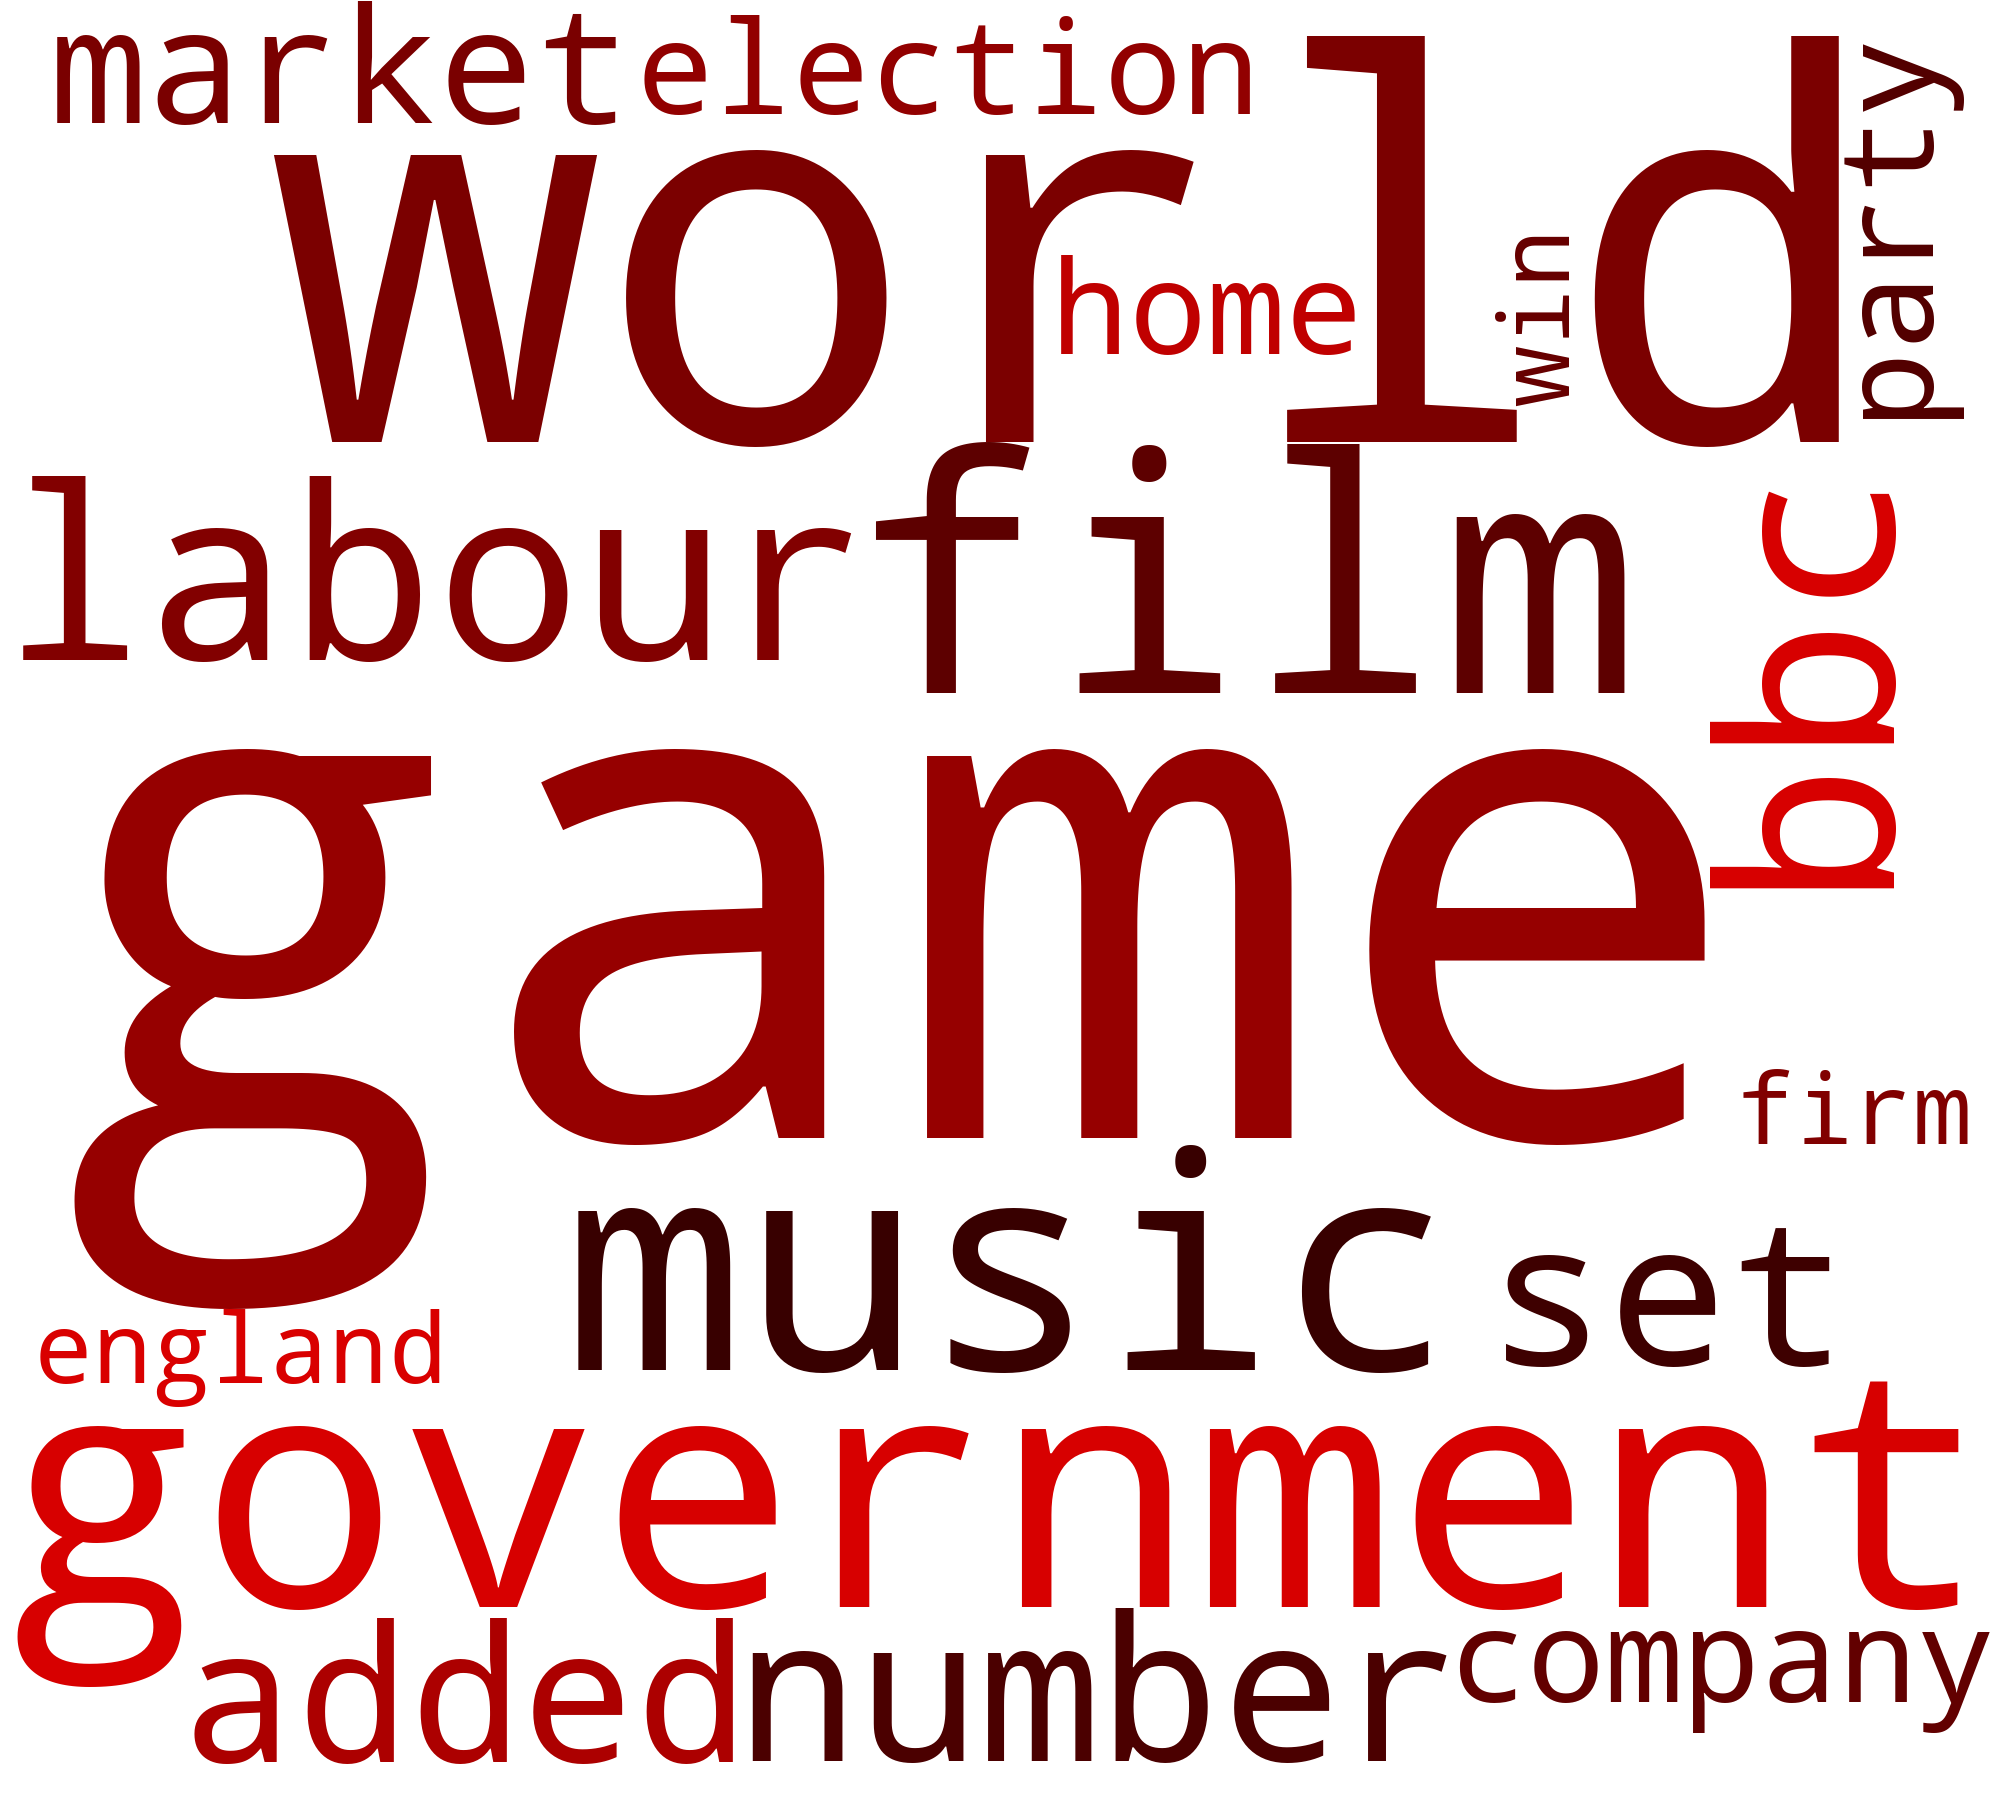 market election
world
party
home
win
labour film
bbc
game
firm
music set
england
government
added number company